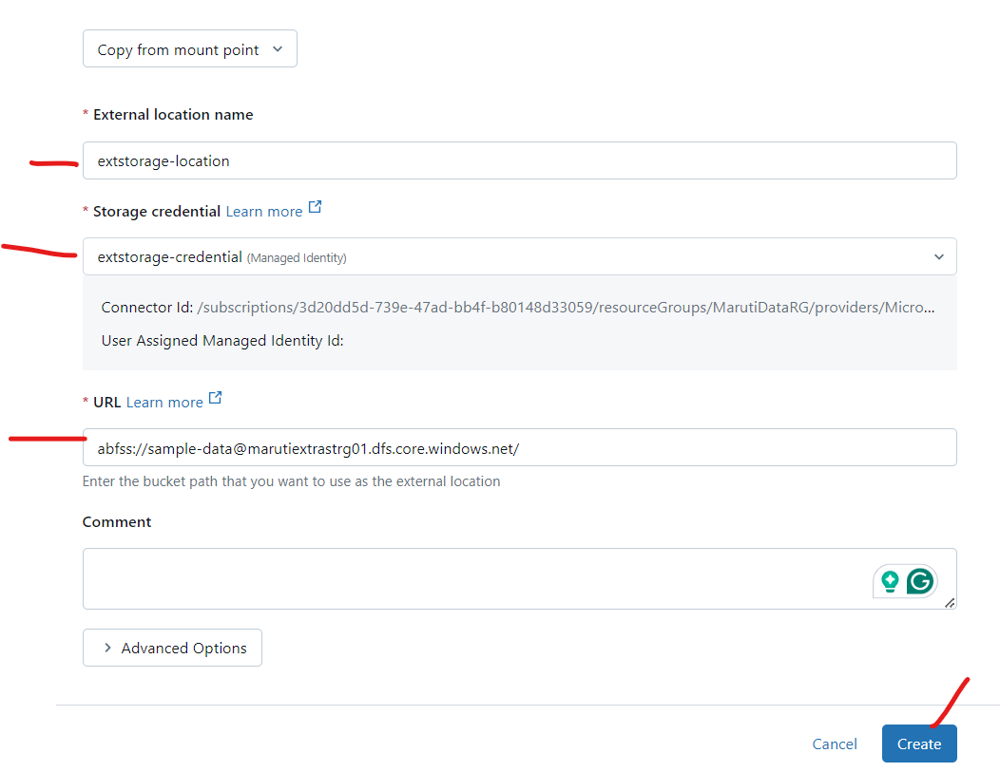 Copy from mount point
* External location name
extstorage-location
* Storage credential Learn more
extstorage-credential (Managed Identity)
Connector Id: /subscriptions/3d20dd5d-739e-47ad-bb4f-b80148d33059/resourceGroups/MarutiDataRG/providers/Micro...
User Assigned Managed Identity Id:
* URL Learn more
abfss://sample-data@marutiextrastrg01.dfs.core.windows.net/
Enter the bucket path that you want to use as the external location
Comment
Advanced Options
Cancel Create